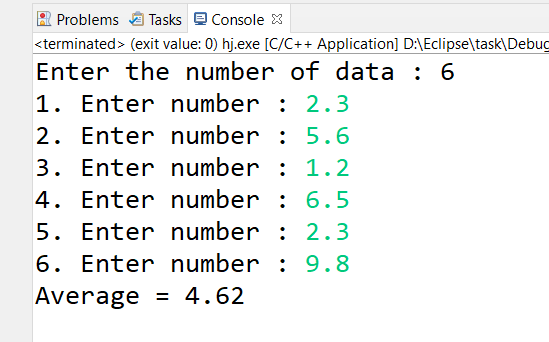 Problems Tasks Console
<terminated> (exit value: 0) hj.exe [C/C++ Application] D:\Eclipse\task\Debug
Enter the number of data : 6
1. Enter number : 2.3
2. Enter number : 5.6
3. Enter number : 1.2
4. Enter number : 6.5
5. Enter number : 2.3
6. Enter number : 9.8
Average = 4.62